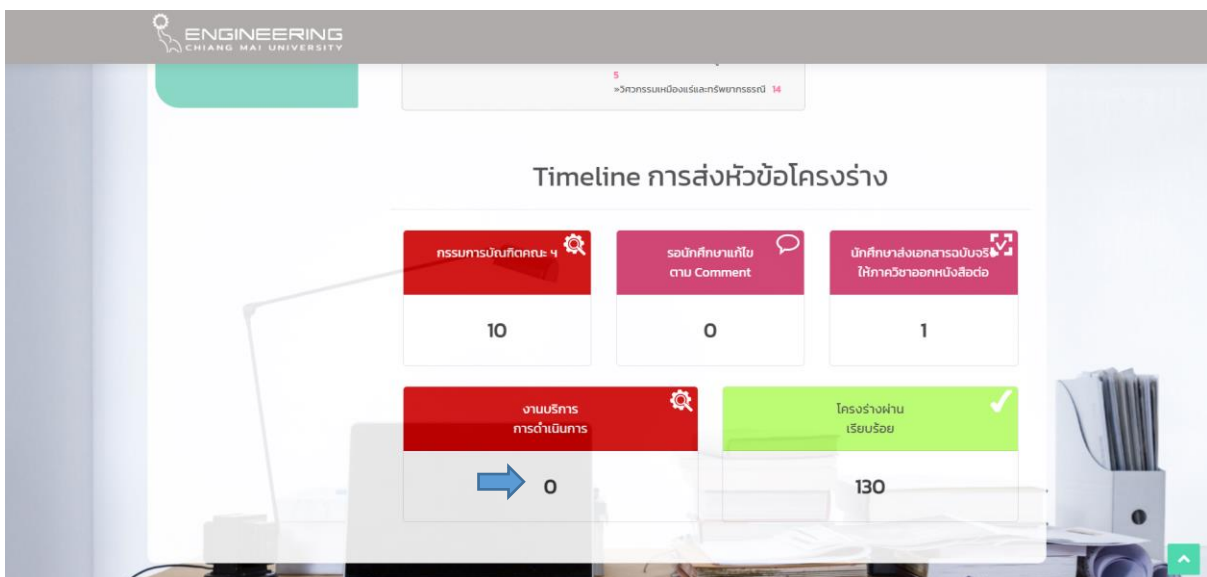 ENGINEERING
CHIANG MAI UNIVERSITY
5
»วิศวกรรมเหมืองแร่และทรัพยากรธรณี 14
Timeline การส่งหัวข้อโครงร่าง
กรรมการบัณฑิตคณะ ฯ
รอนักศึกษาแก้ไข
ตาม Comment
นักศึกษาส่งเอกสารฉบับจริง
ให้ภาควิชาออกหนังสือต่อ
10
0
1
งานบริการ
การดำเนินการ
โครงร่างผ่าน
เรียบร้อย
0
130